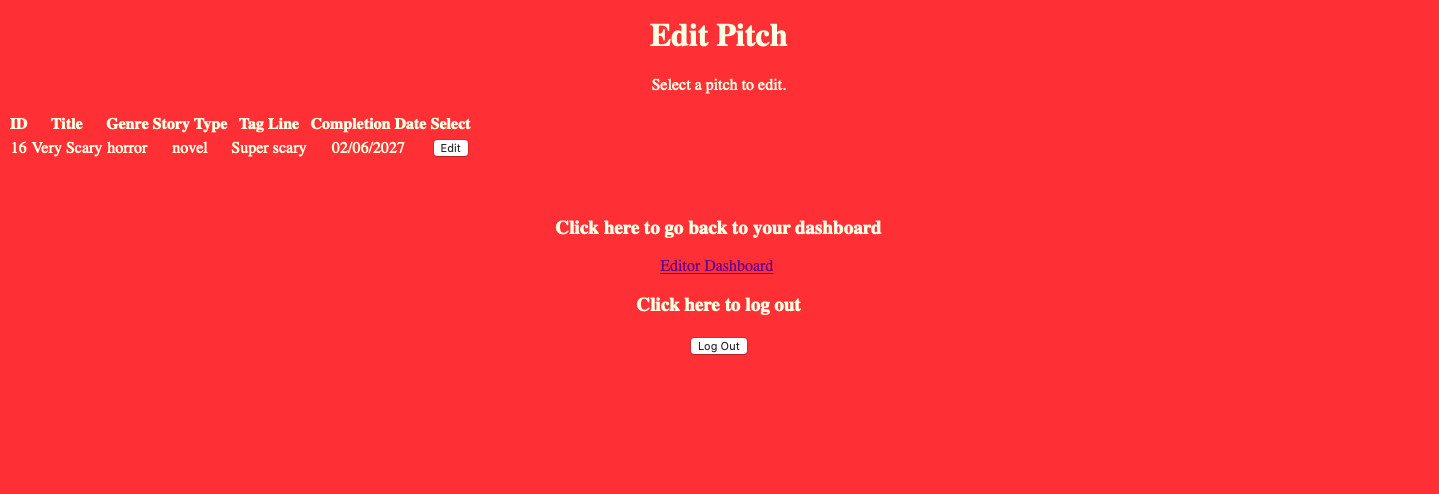 Edit Pitch
Select a pitch to edit.
ID Title Genre Story Type Tag Line Completion Date Select
16 Very Scary horror novel Super scary 02/06/2027 Edit
Click here to go back to your dashboard
Editor Dashboard
Click here to log out
Log Out